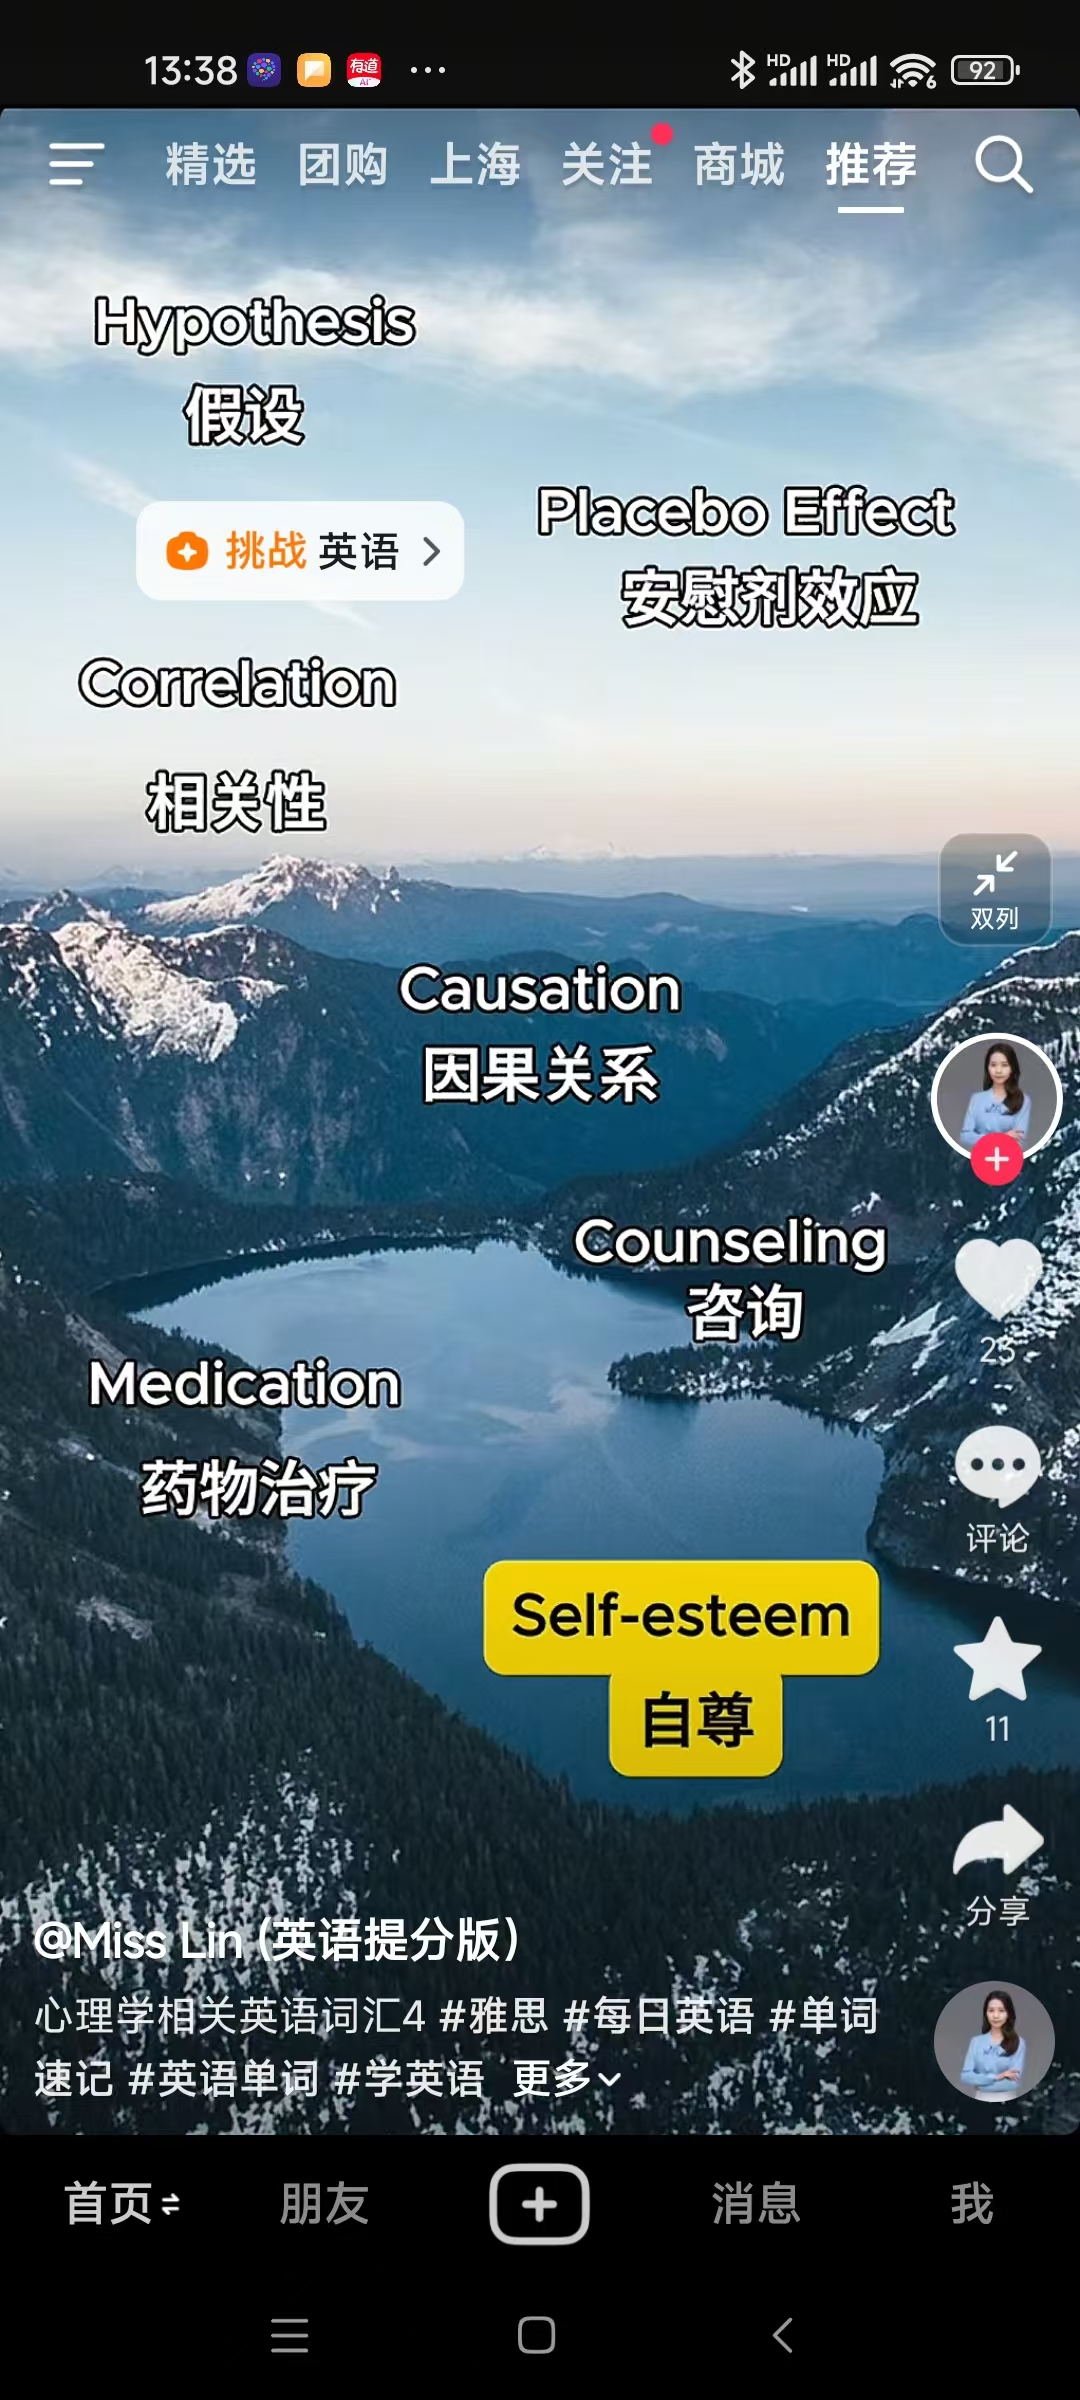 13:38
有道
AI
HD
HD
6
92
精选 团购 上海 关注 商城 推荐
Hypothesis
假设
挑战 英语
Placebo Effect
安慰剂效应
Correlation
相关性
双列
Causation
因果关系
Counseling
咨询
25
Medication
药物治疗
评论
Self-esteem
自尊
11
分享
@Miss Lin (英语提分版)
心理学相关英语词汇4 #雅思 #每日英语 #单词
速记 #英语单词 #学英语 更多
首页 朋友 消息 我